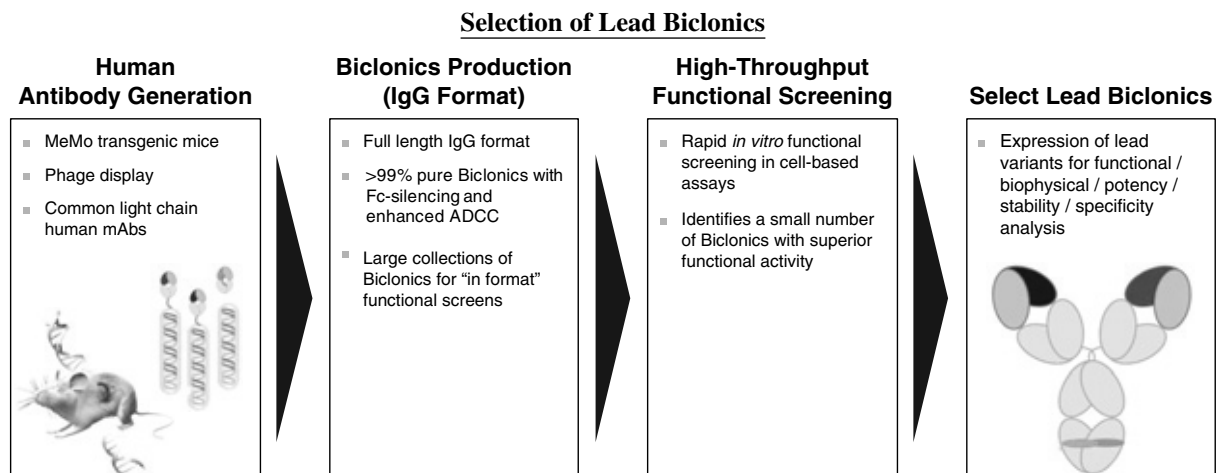 Selection of Lead Biclonics
Human
Antibody Generation
MeMo transgenic mice
Phage display
Common light chain
human mAbs
Biclonics Production
(IgG Format)
Full length IgG format
>99% pure Biclonics with
Fc-silencing and
enhanced ADCC
Large collections of
Biclonics for “in format”
functional screens
High-Throughput
Functional Screening
Rapid in vitro functional
screening in cell-based
assays
Identifies a small number
of Biclonics with superior
functional activity
Select Lead Biclonics
Expression of lead
variants for functional /
biophysical / potency /
stability / specificity
analysis